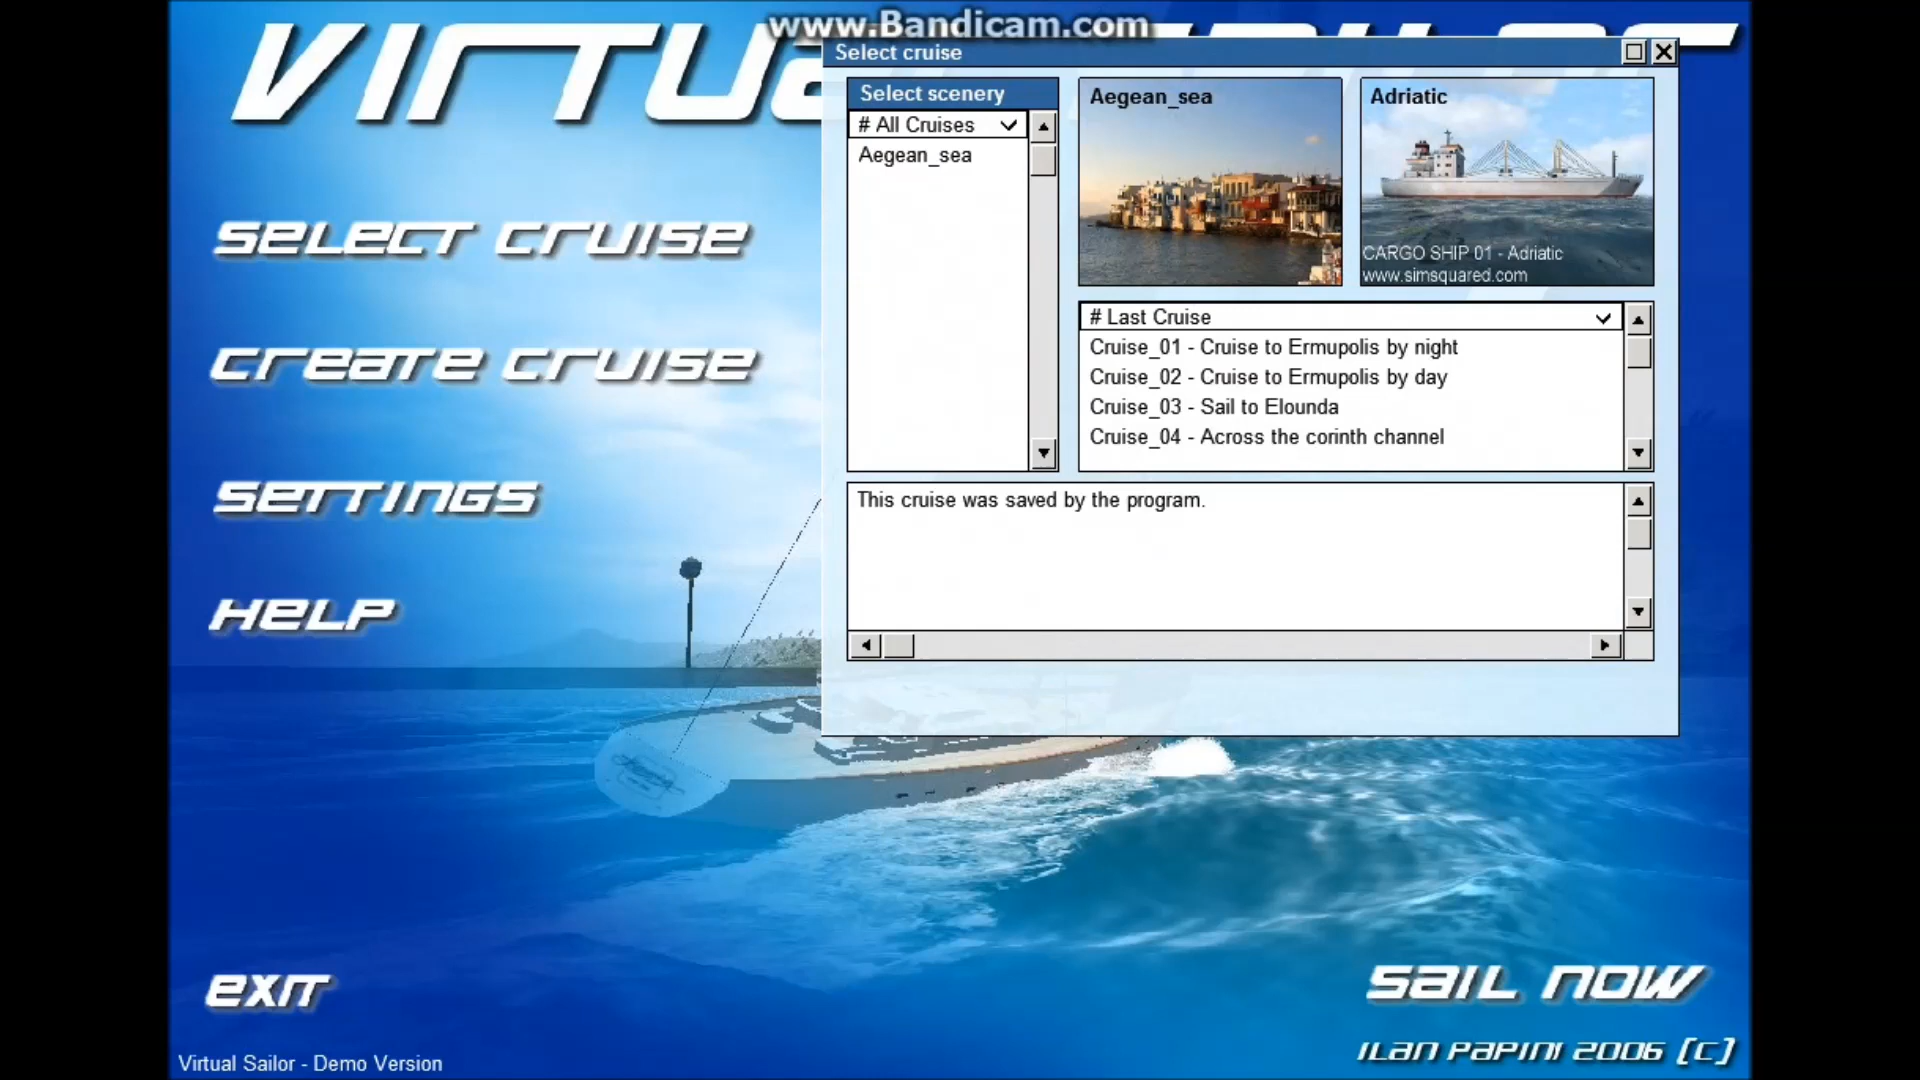 www.Bandicam.com
VIRTUA
Select cruise
Select scenery
# All Cruises
Aegean_sea
Aegean_sea
Adriatic
CARGO SHIP 01 - Adriatic
www.simsquared.com
# Last Cruise
Cruise_01 - Cruise to Ermupolis by night
Cruise_02 - Cruise to Ermupolis by day
Cruise_03 - Sail to Elounda
Cruise_04 - Across the corinth channel
This cruise was saved by the program.
SELECT CRUISE
CREATE CRUISE
SETTINGS
HELP
EXIT
SAIL NOW
ILAN PAPINI 2006 [C]
Virtual Sailor - Demo Version